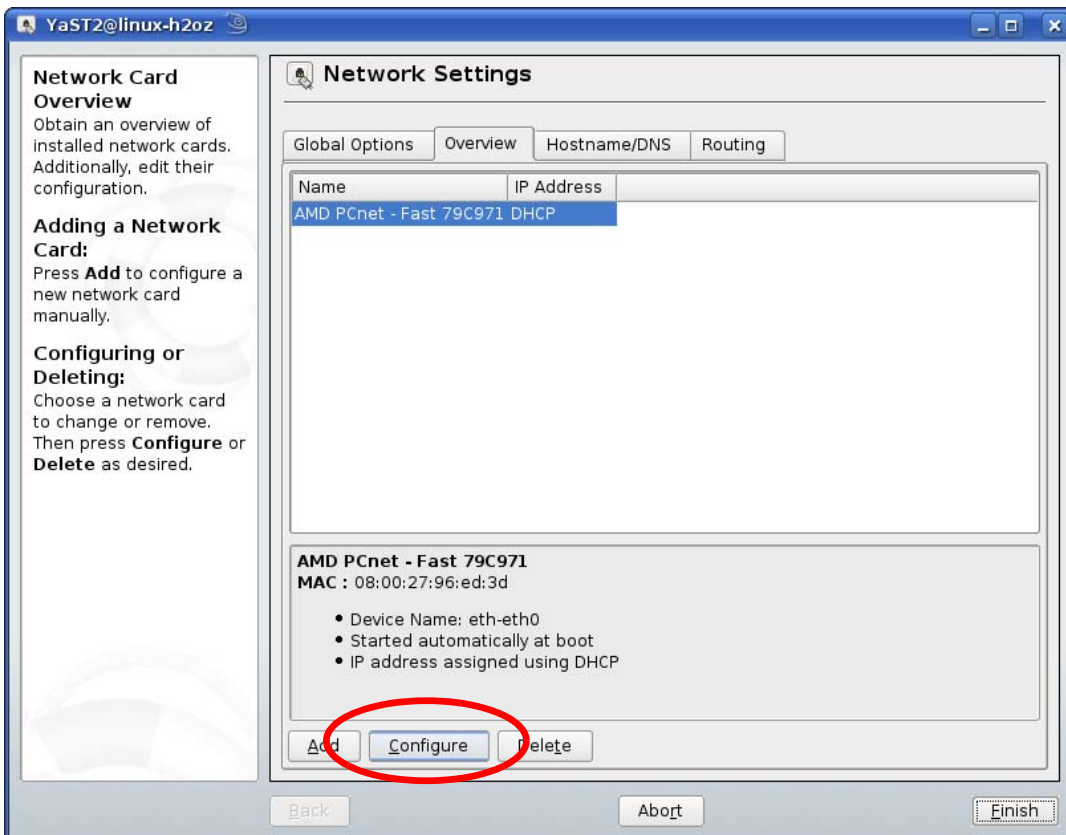 YaST2@linux-h2oz
Network Card
Overview
Obtain an overview of
installed network cards.
Additionally, edit their
configuration.
Adding a Network
Card:
Press Add to configure a
new network card
manually.
Configuring or
Deleting:
Choose a network card
to change or remove.
Then press Configure or
Delete as desired.
Network Settings
Global Options Overview Hostname/DNS Routing
Name IP Address
AMD PCnet - Fast 79C971 DHCP
AMD PCnet - Fast 79C971
MAC : 08:00:27:96:ed:3d
• Device Name: eth-eth0
• Started automatically at boot
• IP address assigned using DHCP
Add Configure Delete
Back Abort Finish